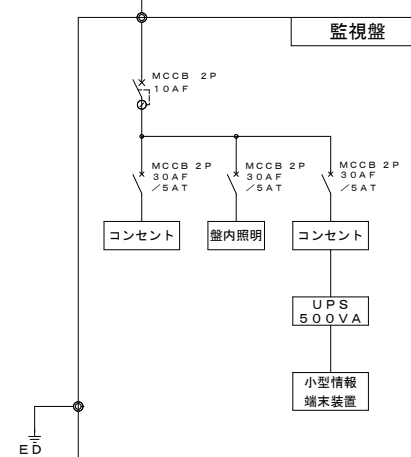 監視盤
MCCB 2P
10AF
MCCB 2P
30AF
/5AT
MCCB 2P
30AF
/5AT
MCCB 2P
30AF
/5AT
コンセント
盤内照明
コンセント
UPS
500VA
小型情報
端末装置
ED